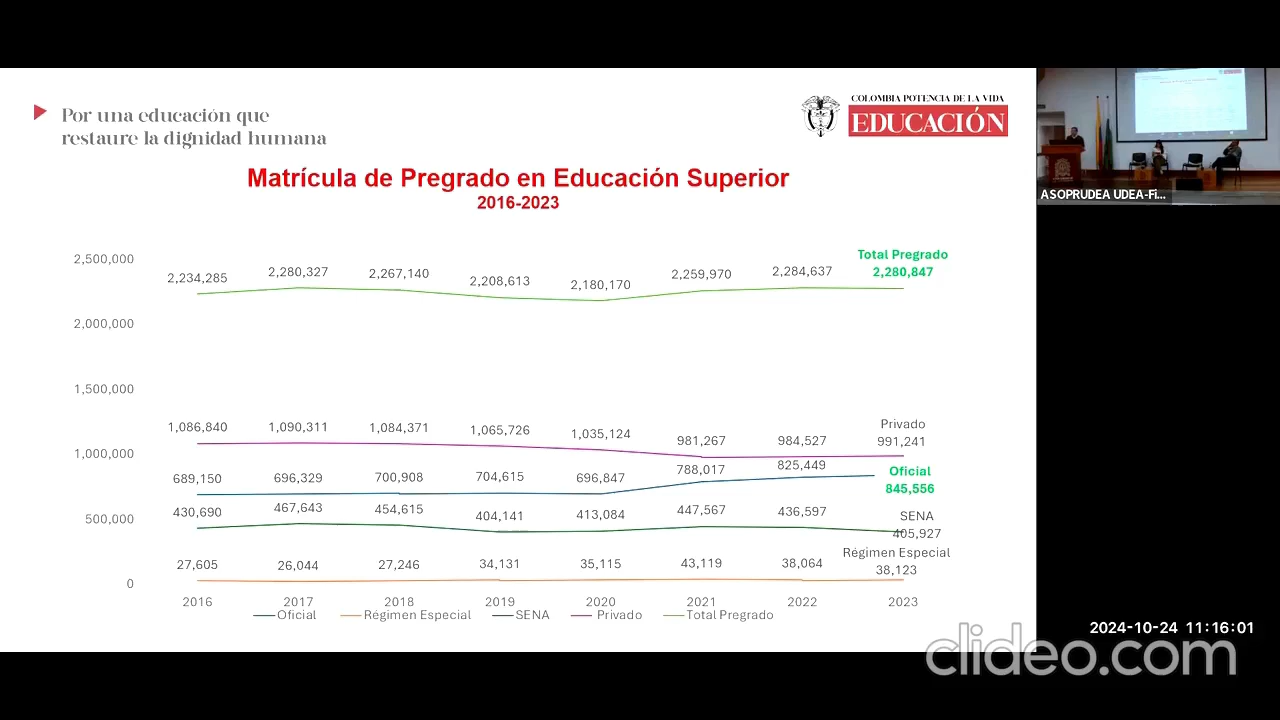 Por una educación que
restaure la dignidad humana
COLOMBIA POTENCIA DE LA VIDA
EDUCACIÓN
Matrícula de Pregrado en Educación Superior
2016-2023
ASOPRUDEA UDEA-Fi...
2,500,000
2,000,000
1,500,000
1,000,000
500,000
0
2,234,285 2,280,327 2,267,140 2,208,613 2,180,170 2,259,970 2,284,637
Total Pregrado
2,280,847
1,086,840 1,090,311 1,084,371 1,065,726 1,035,124 981,267 984,527
Privado
991,241
689,150 696,329 700,908 704,615 696,847 788,017 825,449
Oficial
845,556
430,690 467,643 454,615 404,141 413,084 447,567 436,597
SENA
405,927
27,605 26,044 27,246 34,131 35,115 43,119 38,064
Régimen Especial
38,123
2016 2017 2018 2019 2020 2021 2022 2023
Oficial Régimen Especial SENA Privado Total Pregrado
2024-10-24 11:16:01
clideo.com